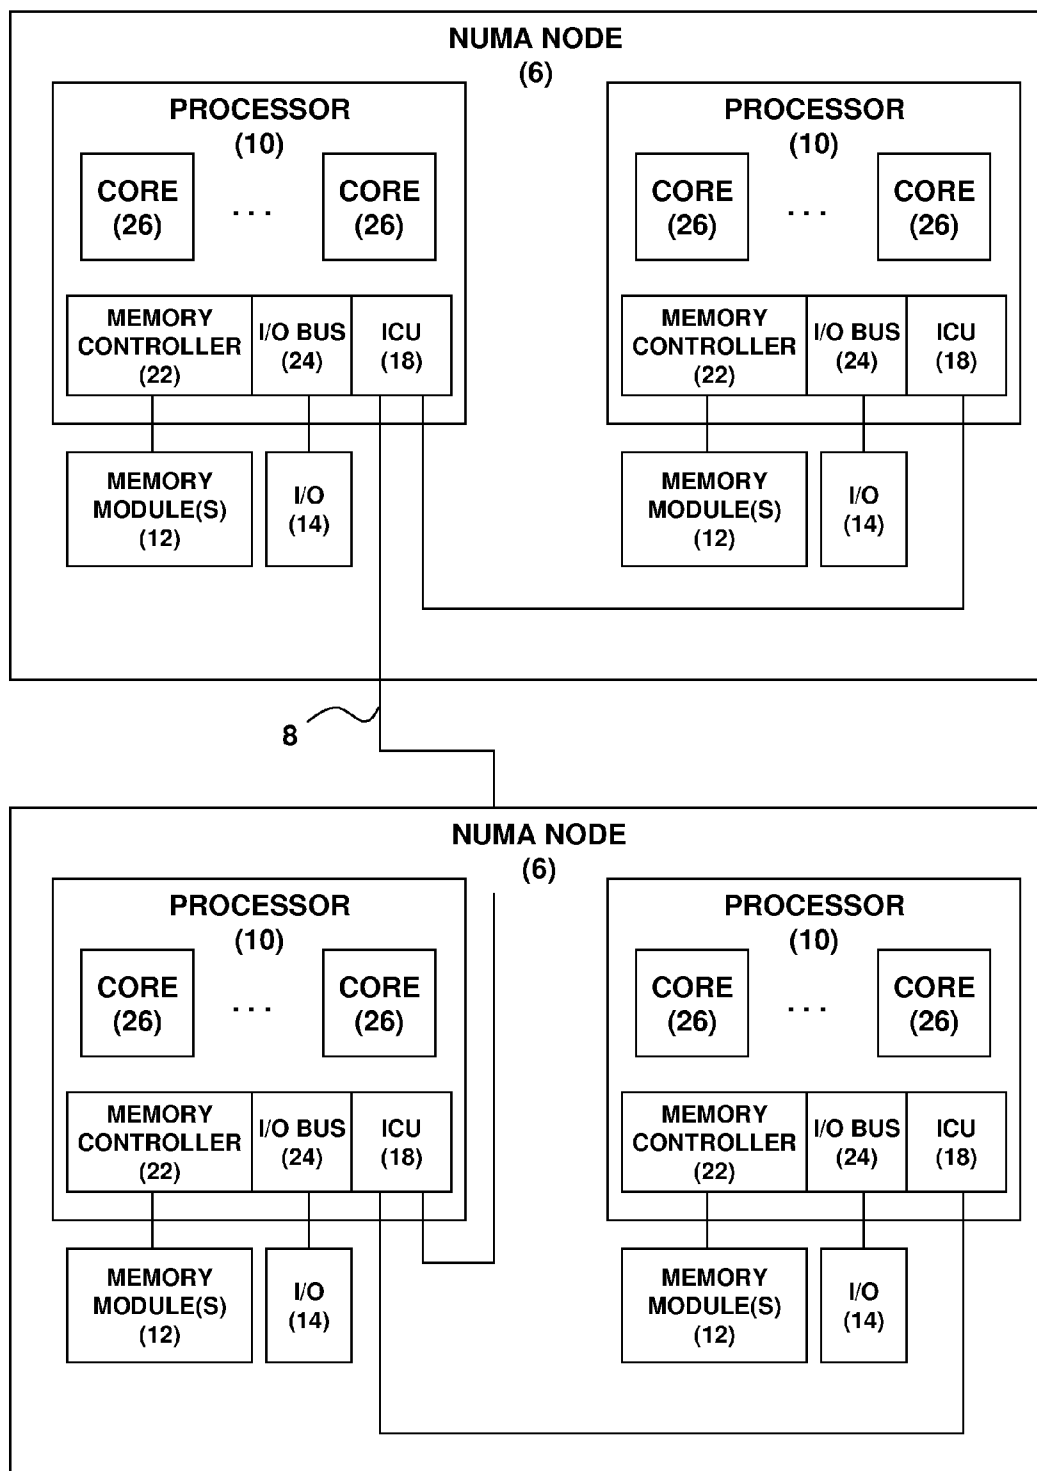 NUMA NODE
(6)
PROCESSOR
(10)
CORE
(26)
. . .
CORE
(26)
MEMORY
CONTROLLER
(22)
I/O BUS
(24)
ICU
(18)
MEMORY
MODULE(S)
(12)
I/O
(14)
PROCESSOR
(10)
CORE
(26)
. . .
CORE
(26)
MEMORY
CONTROLLER
(22)
I/O BUS
(24)
ICU
(18)
MEMORY
MODULE(S)
(12)
I/O
(14)
8
NUMA NODE
(6)
PROCESSOR
(10)
CORE
(26)
. . .
CORE
(26)
MEMORY
CONTROLLER
(22)
I/O BUS
(24)
ICU
(18)
MEMORY
MODULE(S)
(12)
I/O
(14)
PROCESSOR
(10)
CORE
(26)
. . .
CORE
(26)
MEMORY
CONTROLLER
(22)
I/O BUS
(24)
ICU
(18)
MEMORY
MODULE(S)
(12)
I/O
(14)